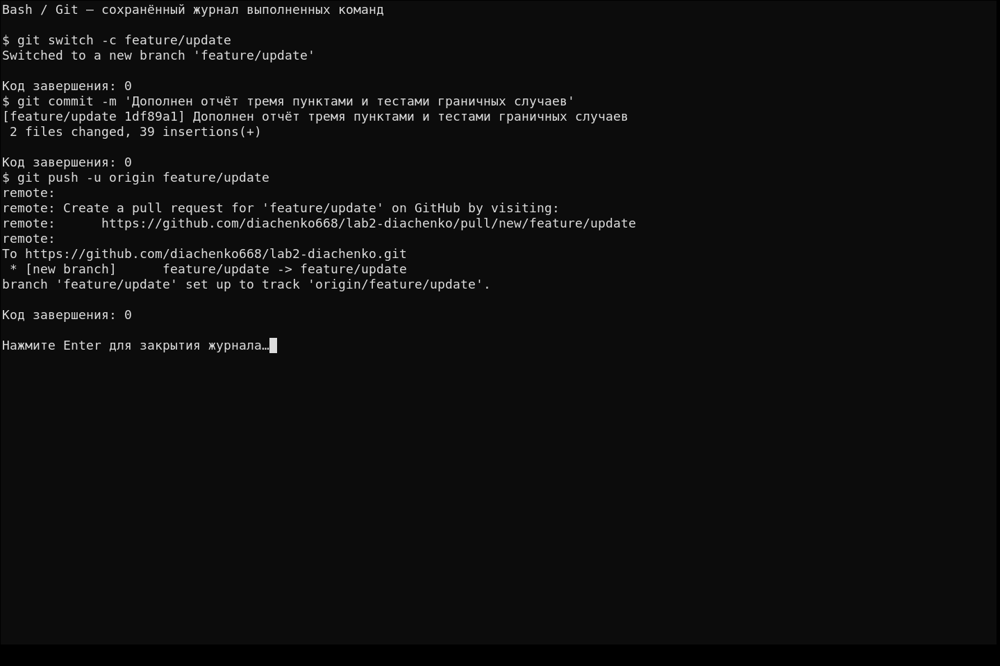 Bash / Git — сохранённый журнал выполненных команд
$ git switch -c feature/update
Switched to a new branch 'feature/update'
Код завершения: 0
$ git commit -m 'Дополнен отчёт тремя пунктами и тестами граничных случаев'
[feature/update 1df89a1] Дополнен отчёт тремя пунктами и тестами граничных случаев
 2 files changed, 39 insertions(+)
Код завершения: 0
$ git push -u origin feature/update
remote:
remote: Create a pull request for 'feature/update' on GitHub by visiting:
remote:      https://github.com/diachenko668/lab2-diachenko/pull/new/feature/update
remote:
To https://github.com/diachenko668/lab2-diachenko.git
 * [new branch]      feature/update -> feature/update
branch 'feature/update' set up to track 'origin/feature/update'.
Код завершения: 0
Нажмите Enter для закрытия журнала…